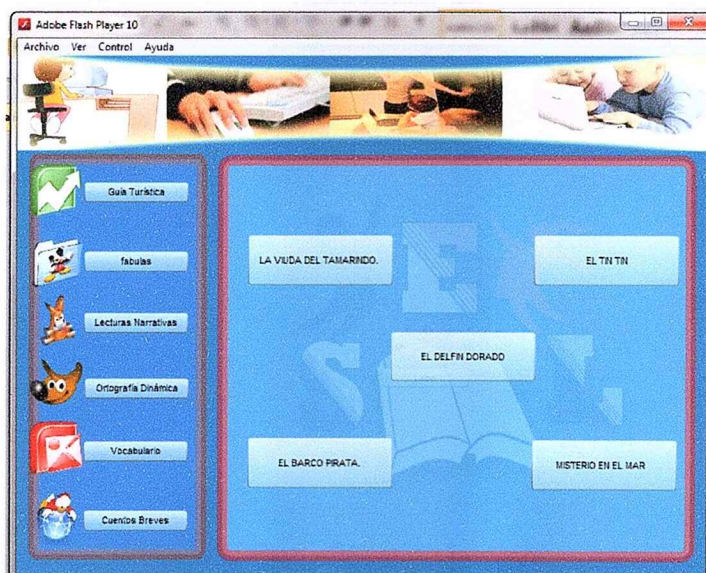 Adobe Flash Player 10
Archivo Ver Control Ayuda
Guía Turística
fabulas
Lecturas Narrativas
Ortografía Dinámica
Vocabulario
Cuentos Breves
LA VIUDA DEL TAMARINDO.
EL TIN TIN
EL DELFIN DORADO
EL BARCO PIRATA.
MISTERIO EN EL MAR
S E L